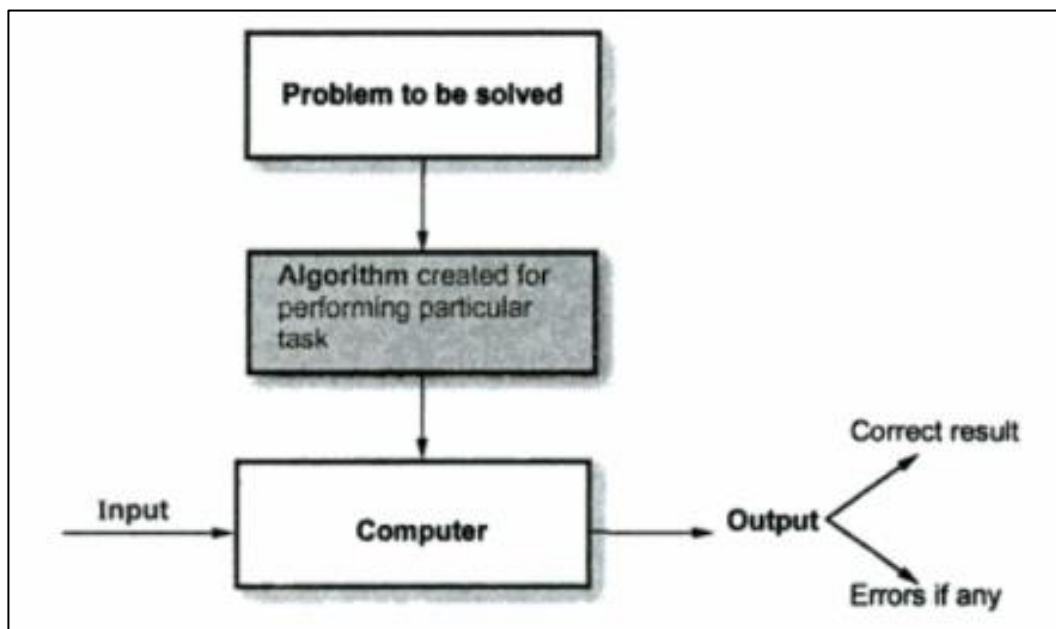 Problem to be solved
Algorithm created for
performing particular
task
Correct result
Input
Computer
Output
Errors if any